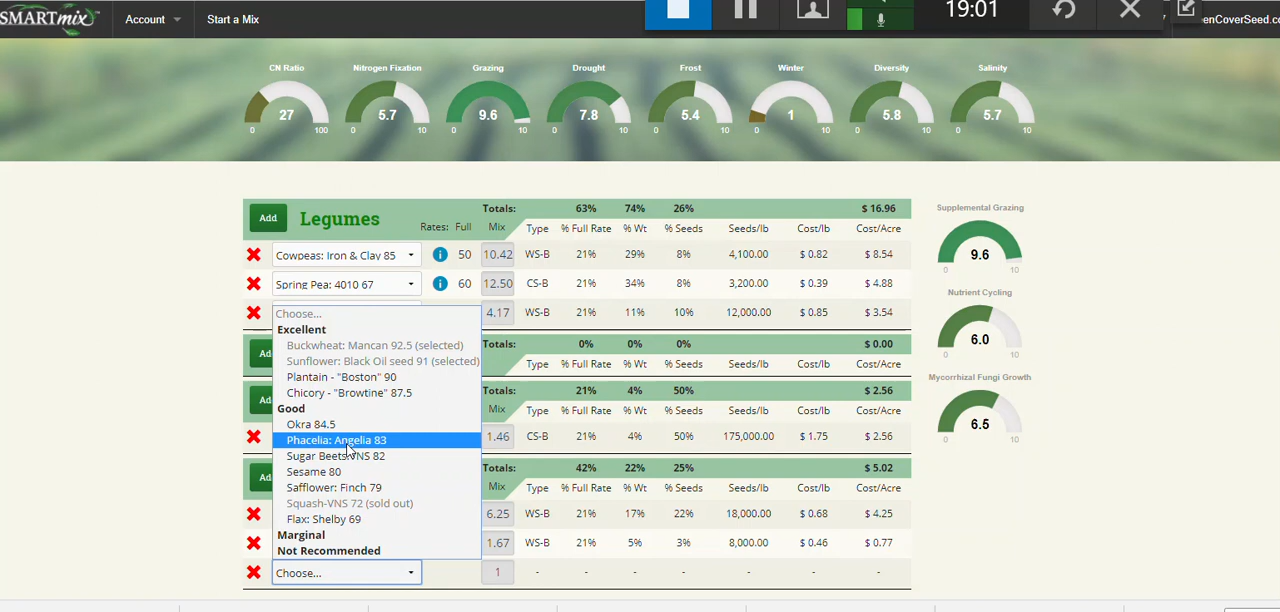 SMARTmix™ Account Start a Mix 19:01 enCoverSeed.c
CN Ratio Nitrogen Fixation Grazing Drought Frost Winter Diversity Salinity
27 5.7 9.6 7.8 5.4 1 5.8 5.7
0 100 0 10 0 10 0 10 0 10 0 10 0 10 0 10
Add Legumes Rates: Full Totals: 63% 74% 26% $ 16.96
Mix Type % Full Rate % Wt % Seeds Seeds/lb Cost/lb Cost/Acre
Cowpeas: Iron & Clay 85 50 10.42 WS-B 21% 29% 8% 4,100.00 $ 0.82 $ 8.54
Spring Pea: 4010 67 60 12.50 CS-B 21% 34% 8% 3,200.00 $ 0.39 $ 4.88
4.17 WS-B 21% 11% 10% 12,000.00 $ 0.85 $ 3.54
Choose...
Excellent
Buckwheat: Mancan 92.5 (selected)
Sunflower: Black Oil seed 91 (selected)
Plantain - "Boston" 90
Chicory - "Browtine" 87.5
Good
Okra 84.5
Phacelia: Angelia 83
Sugar Beets:VNS 82
Sesame 80
Safflower: Finch 79
Squash-VNS 72 (sold out)
Flax: Shelby 69
Marginal
Not Recommended
Ad Totals: 0% 0% 0% $ 0.00
Type % Full Rate % Wt % Seeds Seeds/lb Cost/lb Cost/Acre
Ad Totals: 21% 4% 50% $ 2.56
Mix Type % Full Rate % Wt % Seeds Seeds/lb Cost/lb Cost/Acre
1.46 CS-B 21% 4% 50% 175,000.00 $ 1.75 $ 2.56
Ad Totals: 42% 22% 25% $ 5.02
Mix Type % Full Rate % Wt % Seeds Seeds/lb Cost/lb Cost/Acre
6.25 WS-B 21% 17% 22% 18,000.00 $ 0.68 $ 4.25
1.67 WS-B 21% 5% 3% 8,000.00 $ 0.46 $ 0.77
Choose... 1 - - - - - - -
Supplemental Grazing
9.6
0 10
Nutrient Cycling
6.0
0 10
Mycorrhizal Fungi Growth
6.5
0 10